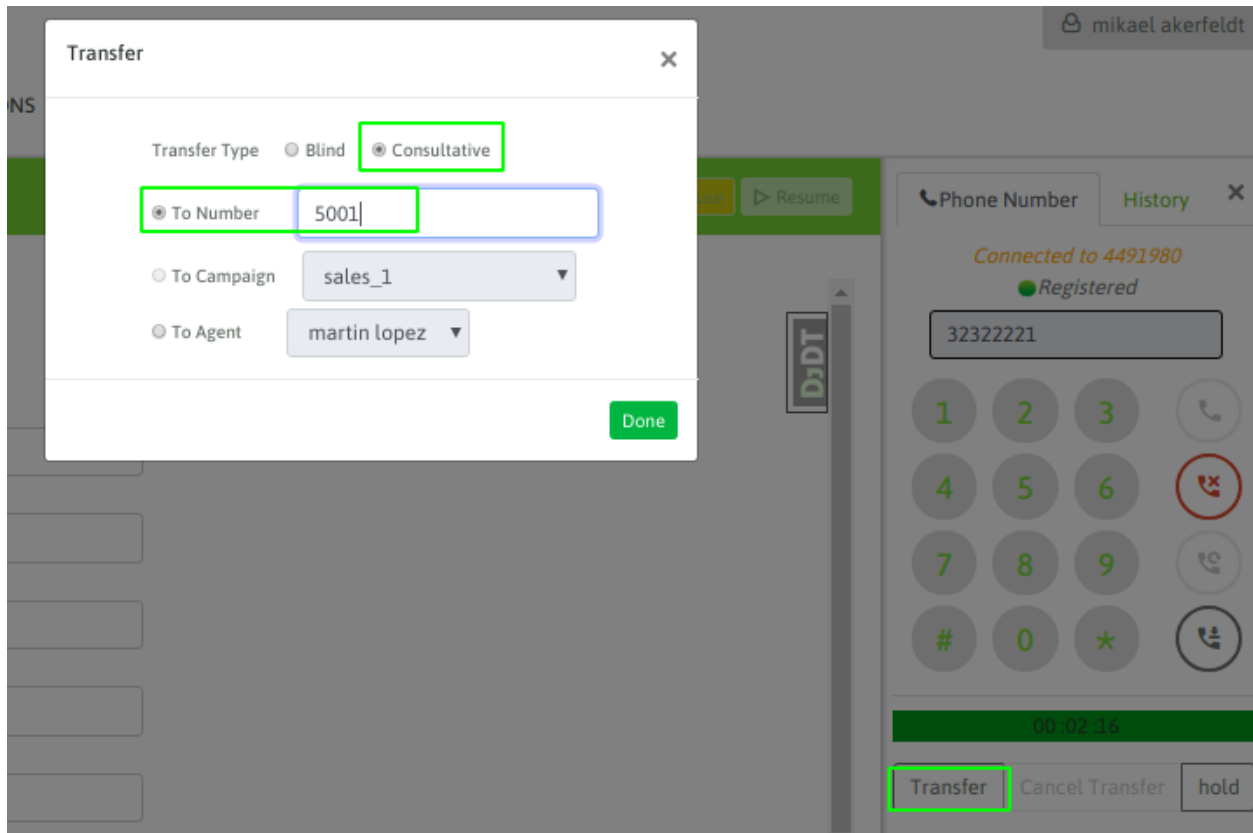 mikael akerfeldt
Transfer
×
NS
Transfer Type Blind Consultative
To Number 5001
Resume
Phone Number History ×
To Campaign sales_1
Connected to 4491980
Registered
To Agent martin lopez
32322221
DJDT
Done
1 2 3
4 5 6
7 8 9
# 0 *
00:02:16
Transfer Cancel Transfer hold